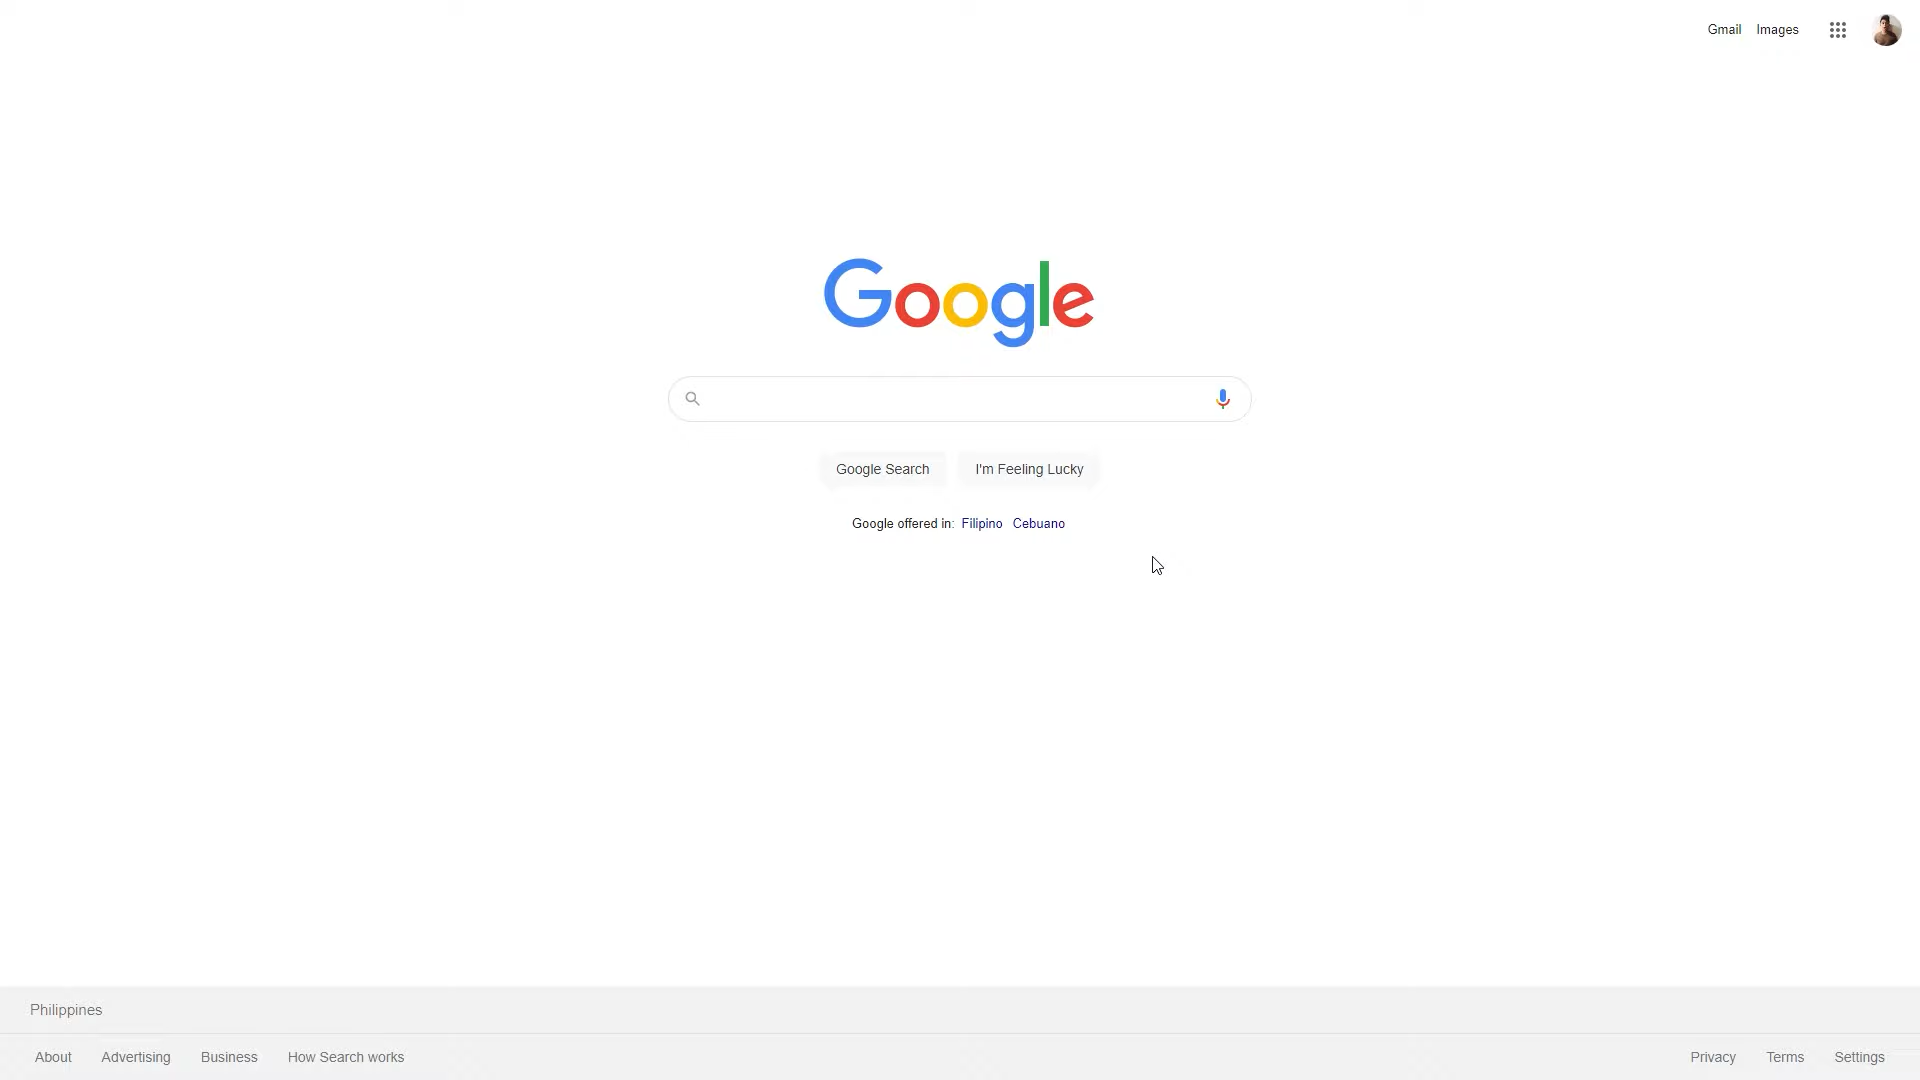 Gmail Images
Google
Google Search I'm Feeling Lucky
Google offered in: Filipino Cebuano
Philippines
About Advertising Business How Search works Privacy Terms Settings